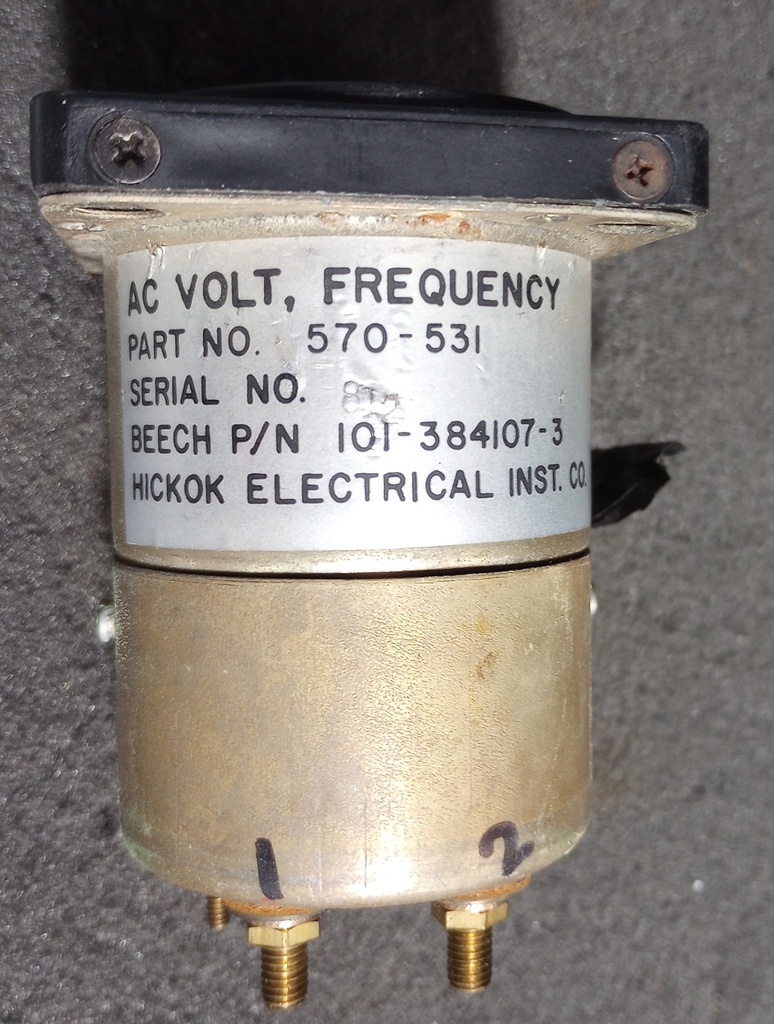 AC VOLT, FREQUENCY
PART NO. 570-531
SERIAL NO.
BEECH P/N 101-384107-3
HICKOK ELECTRICAL INST. CO.
1 2